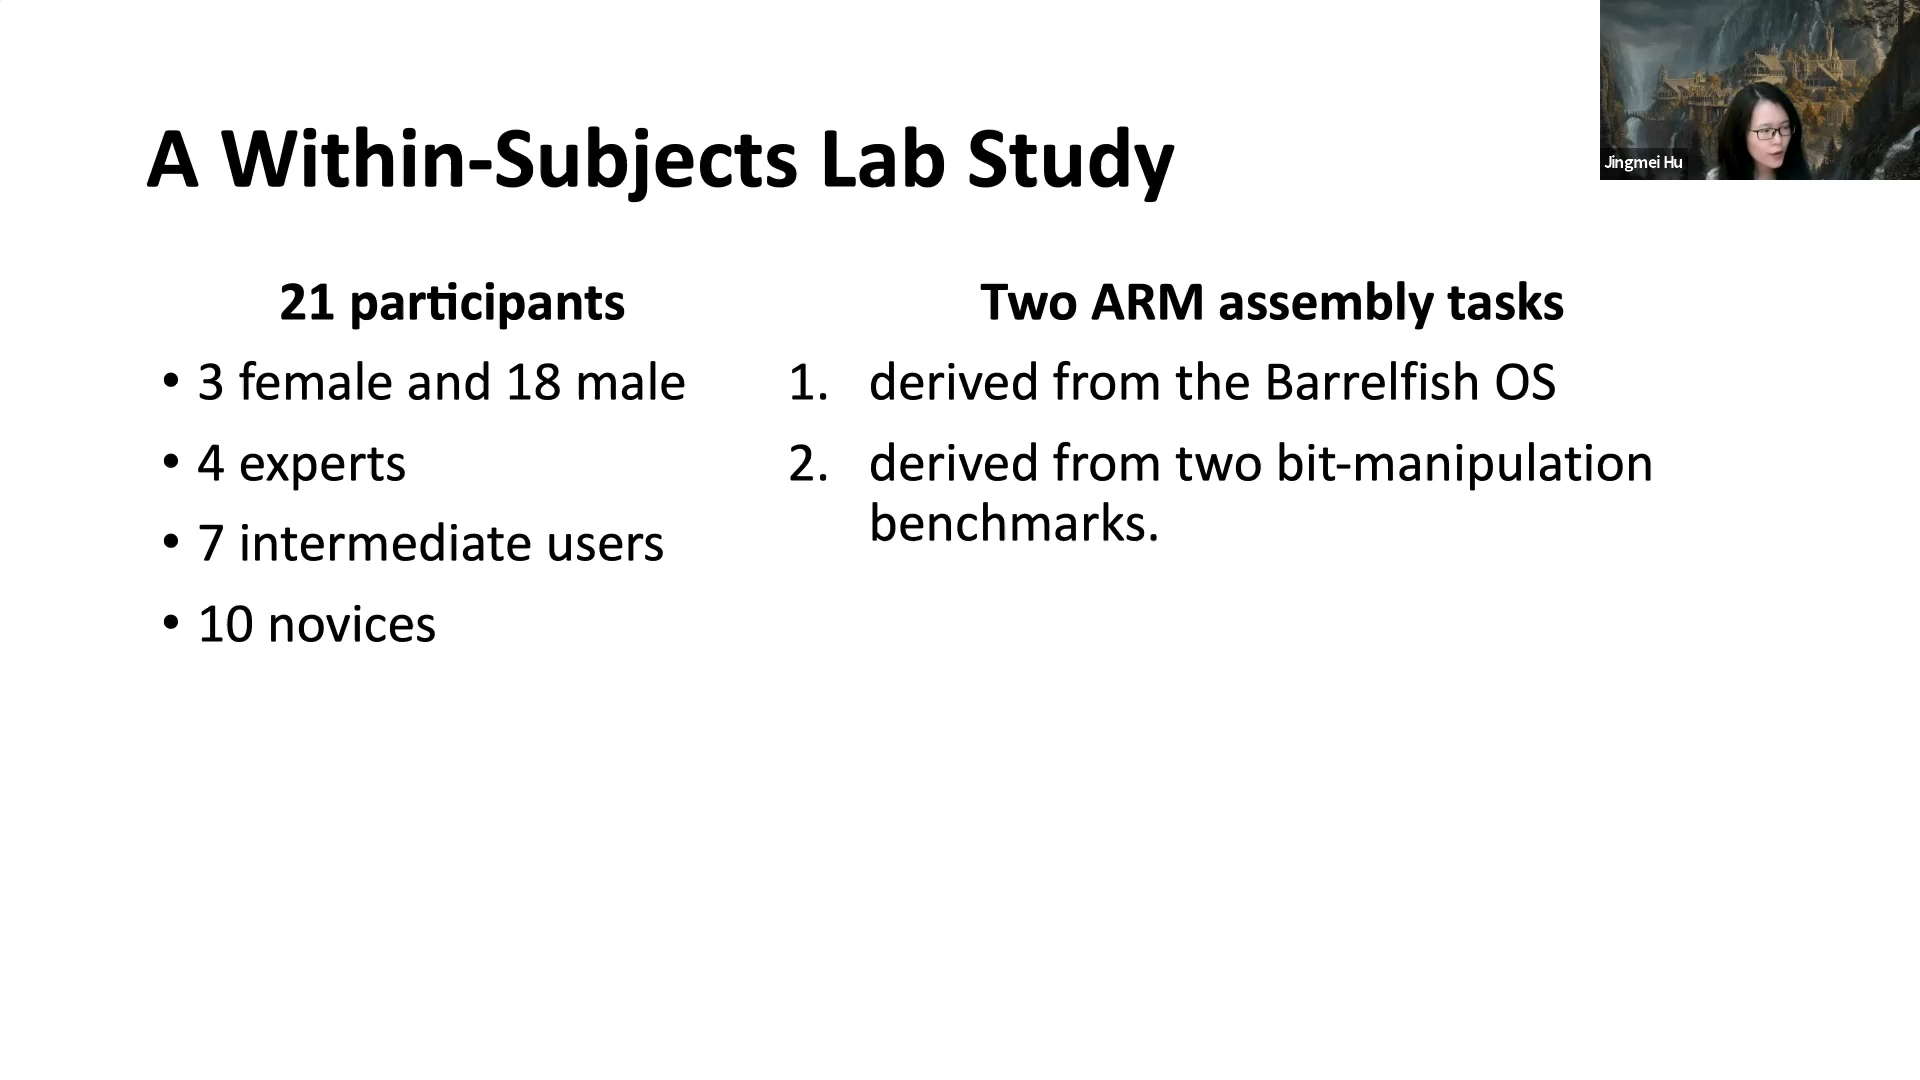 A Within-Subjects Lab Study
Jingmei Hu
21 participants
• 3 female and 18 male
• 4 experts
• 7 intermediate users
• 10 novices
Two ARM assembly tasks
1. derived from the Barrelfish OS
2. derived from two bit-manipulation
benchmarks.